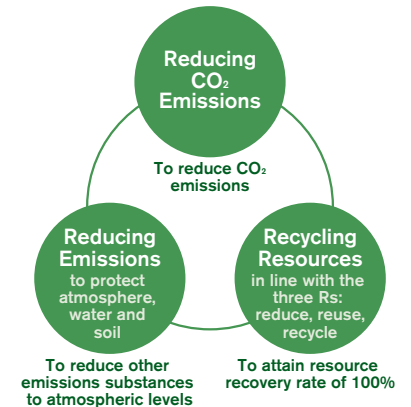 Reducing
CO₂
Emissions
To reduce CO₂
emissions
Reducing
Emissions
to protect
atmosphere,
water and
soil
To reduce other
emissions substances
to atmospheric levels
Recycling
Resources
in line with the
three Rs:
reduce, reuse,
recycle
To attain resource
recovery rate of 100%